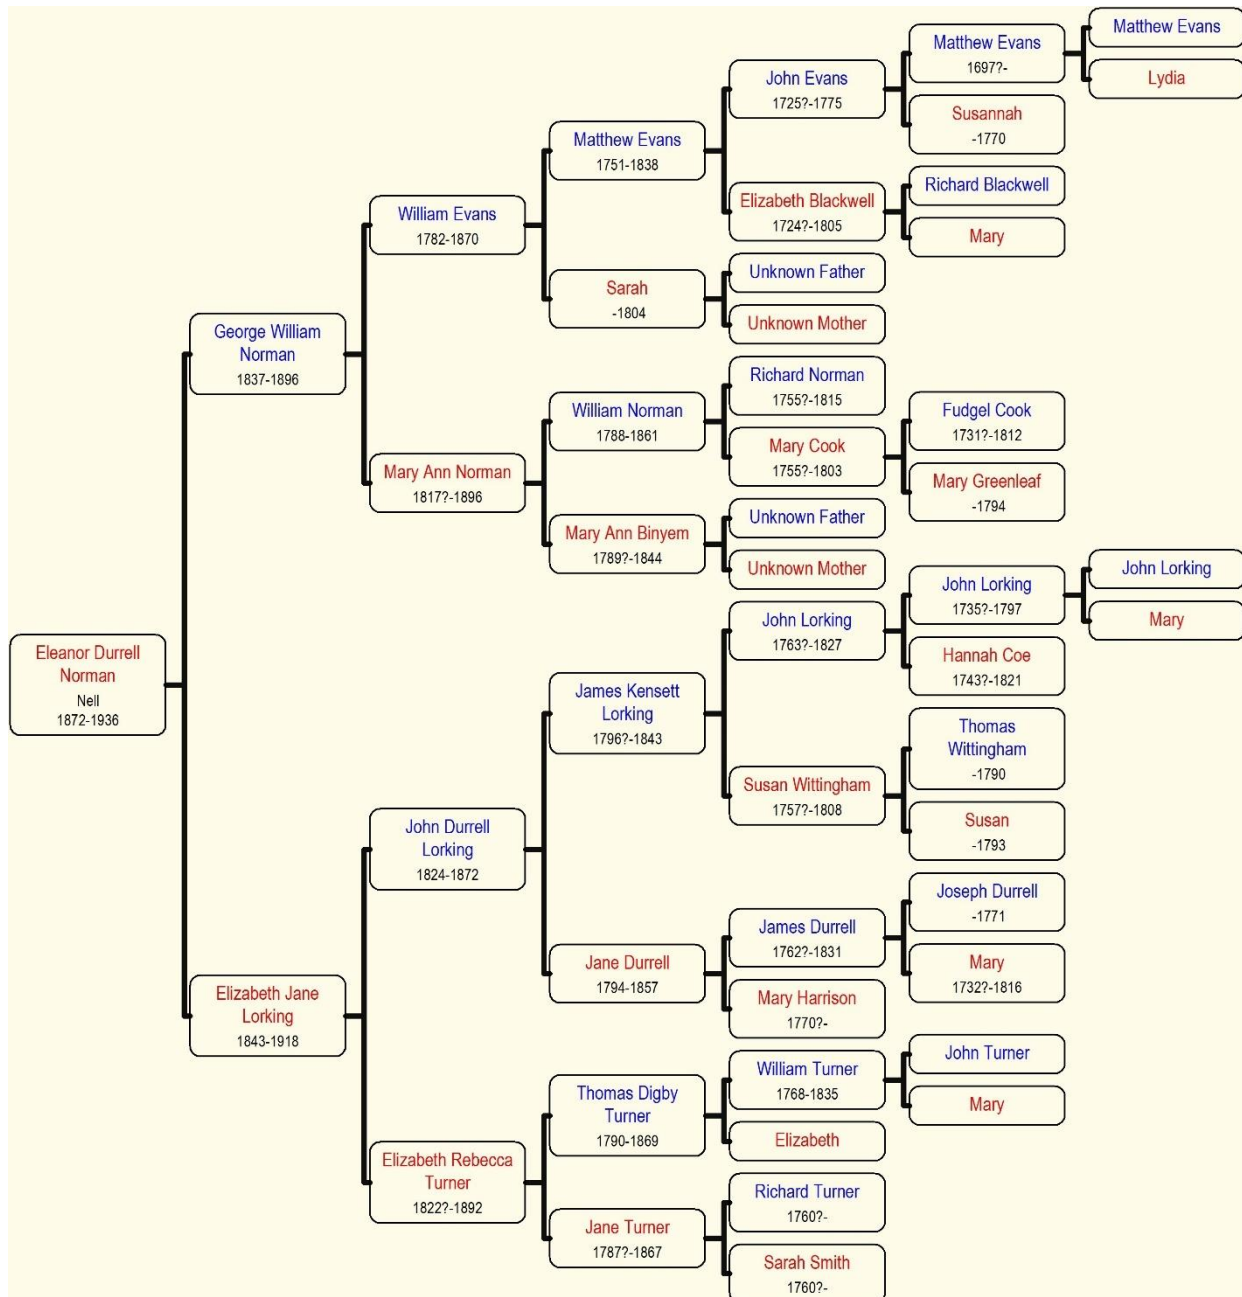 Eleanor Durrell
Norman
Nell
1872-1936
George William
Norman
1837-1896
Elizabeth Jane
Lorking
1843-1918
William Evans
1782-1870
Mary Ann Norman
1817?-1896
John Durrell
Lorking
1824-1872
Elizabeth Rebecca
Turner
1822?-1892
Matthew Evans
1751-1838
Sarah
-1804
William Norman
1788-1861
Mary Ann Binyem
1789?-1844
James Kensett
Lorking
1796?-1843
Jane Durrell
1794-1857
Thomas Digby
Turner
1790-1869
Jane Turner
1787?-1867
John Evans
1725?-1775
Elizabeth Blackwell
1724?-1805
Unknown Father
Unknown Mother
Richard Norman
1755?-1815
Mary Cook
1755?-1803
Unknown Father
Unknown Mother
John Lorking
1763?-1827
Susan Wittingham
1757?-1808
James Durrell
1762?-1831
Mary Harrison
1770?-
William Turner
1768-1835
Elizabeth
Richard Turner
1760?-
Sarah Smith
1760?-
Matthew Evans
1697?-
Susannah
-1770
Richard Blackwell
Mary
Fudgel Cook
1731?-1812
Mary Greenleaf
-1794
John Lorking
1735?-1797
Hannah Coe
1743?-1821
Thomas
Wittingham
-1790
Susan
-1793
Joseph Durrell
-1771
Mary
1732?-1816
John Turner
Mary
Matthew Evans
Lydia
John Lorking
Mary